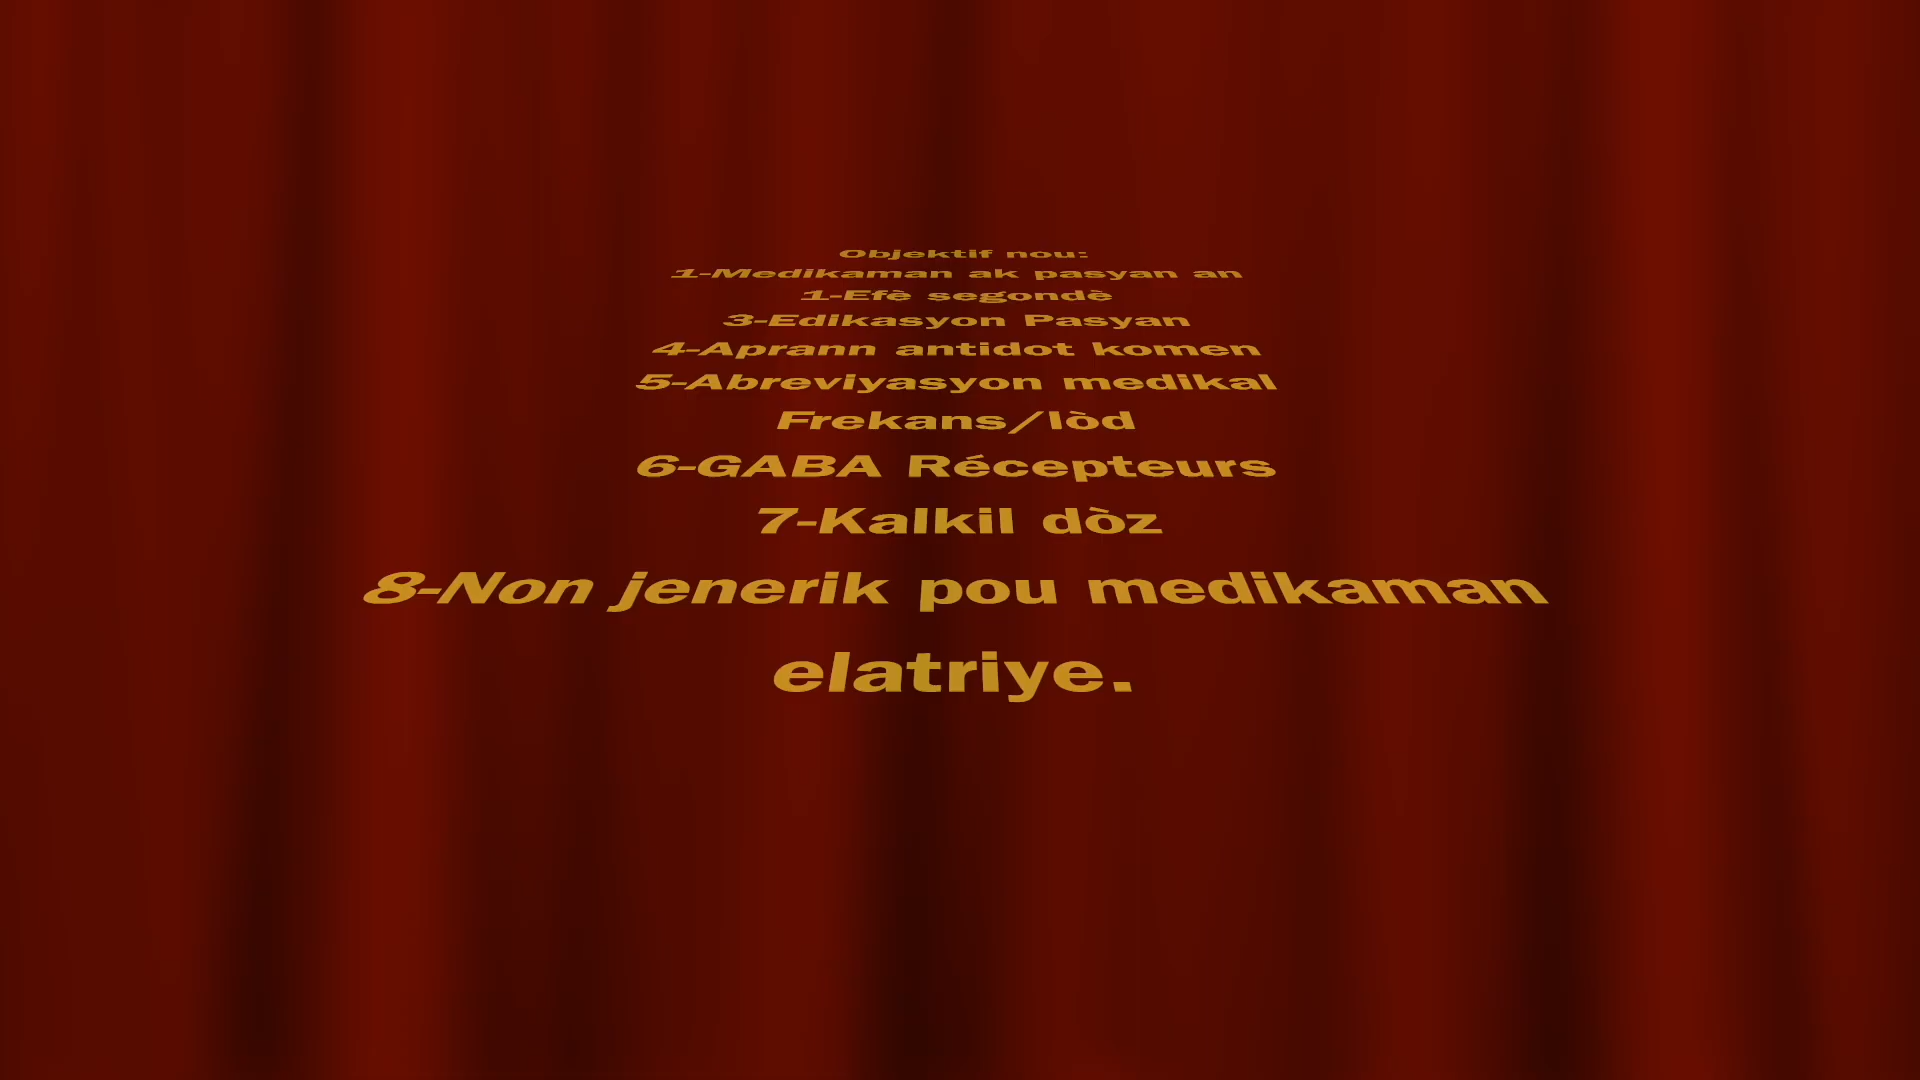 Objektif nou:
1-Medikaman ak pasyan an
1-Efè segondè
3-Edikasyon Pasyan
4-Aprann antidot komen
5-Abreviyasyon medikal
Frekans/lòd
6-GABA Récepteurs
7-Kalkil dòz
8-Non jenerik pou medikaman
elatriye.